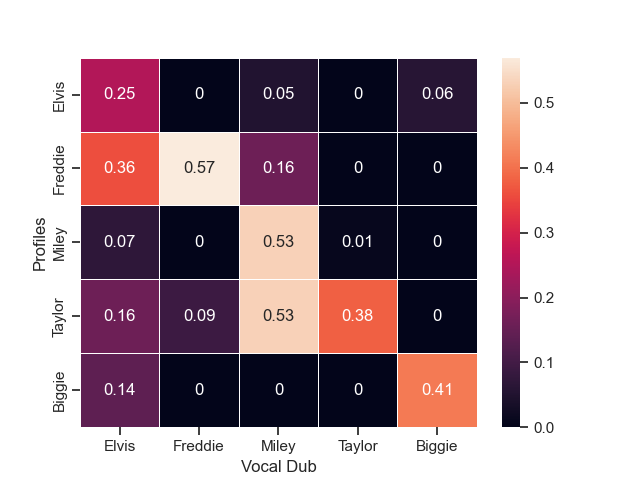 Profiles
Elvis 0.25 0 0.05 0 0.06
Freddie 0.36 0.57 0.16 0 0
Miley 0.07 0 0.53 0.01 0
Taylor 0.16 0.09 0.53 0.38 0
Biggie 0.14 0 0 0 0.41
Elvis Freddie Miley Taylor Biggie
Vocal Dub
0.5
0.4
0.3
0.2
0.1
0.0